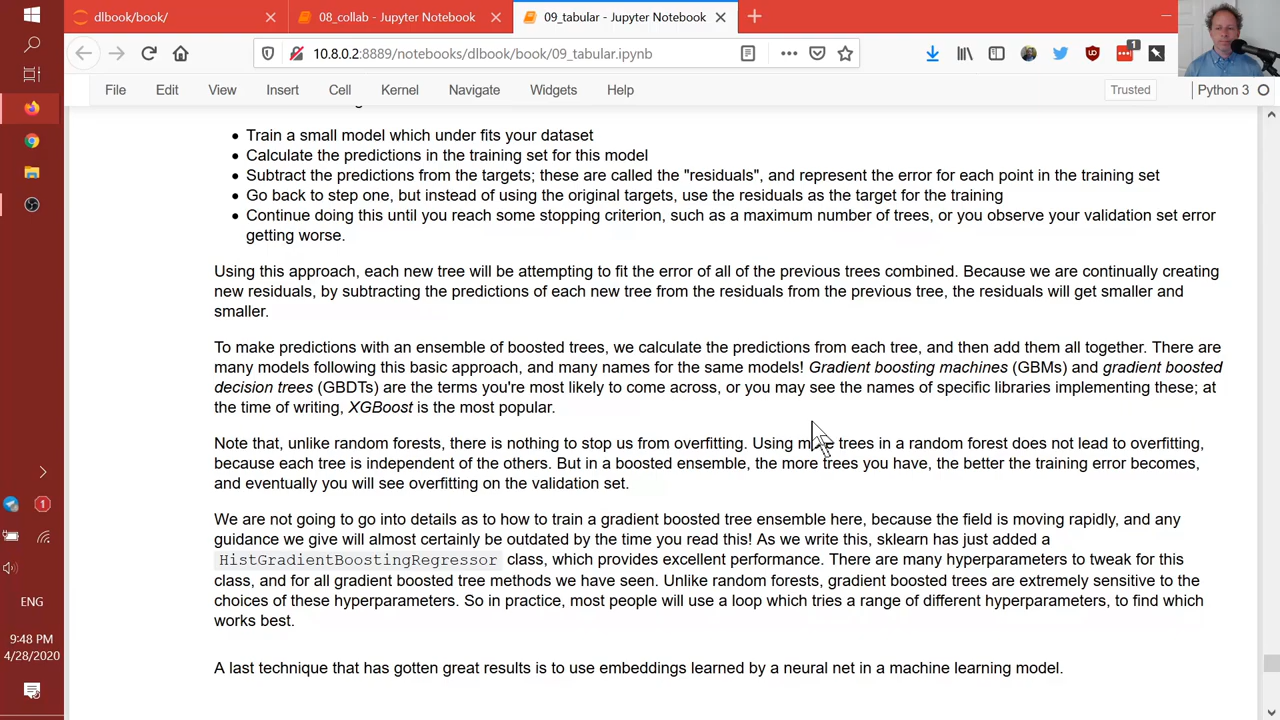 dlbook/book/
08_collab - Jupyter Notebook
09_tabular - Jupyter Notebook
10.8.0.2:8889/notebooks/dlbook/book/09_tabular.ipynb
1
File Edit View Insert Cell Kernel Navigate Widgets Help
Trusted
Python 3
• Train a small model which under fits your dataset
• Calculate the predictions in the training set for this model
• Subtract the predictions from the targets; these are called the "residuals", and represent the error for each point in the training set
• Go back to step one, but instead of using the original targets, use the residuals as the target for the training
• Continue doing this until you reach some stopping criterion, such as a maximum number of trees, or you observe your validation set error
getting worse.
Using this approach, each new tree will be attempting to fit the error of all of the previous trees combined. Because we are continually creating
new residuals, by subtracting the predictions of each new tree from the residuals from the previous tree, the residuals will get smaller and
smaller.
To make predictions with an ensemble of boosted trees, we calculate the predictions from each tree, and then add them all together. There are
many models following this basic approach, and many names for the same models! Gradient boosting machines (GBMs) and gradient boosted
decision trees (GBDTs) are the terms you're most likely to come across, or you may see the names of specific libraries implementing these; at
the time of writing, XGBoost is the most popular.
Note that, unlike random forests, there is nothing to stop us from overfitting. Using more trees in a random forest does not lead to overfitting,
because each tree is independent of the others. But in a boosted ensemble, the more trees you have, the better the training error becomes,
and eventually you will see overfitting on the validation set.
We are not going to go into details as to how to train a gradient boosted tree ensemble here, because the field is moving rapidly, and any
guidance we give will almost certainly be outdated by the time you read this! As we write this, sklearn has just added a
HistGradientBoostingRegressor class, which provides excellent performance. There are many hyperparameters to tweak for this
class, and for all gradient boosted tree methods we have seen. Unlike random forests, gradient boosted trees are extremely sensitive to the
choices of these hyperparameters. So in practice, most people will use a loop which tries a range of different hyperparameters, to find which
works best.
A last technique that has gotten great results is to use embeddings learned by a neural net in a machine learning model.
1
ENG
9:48 PM
4/28/2020